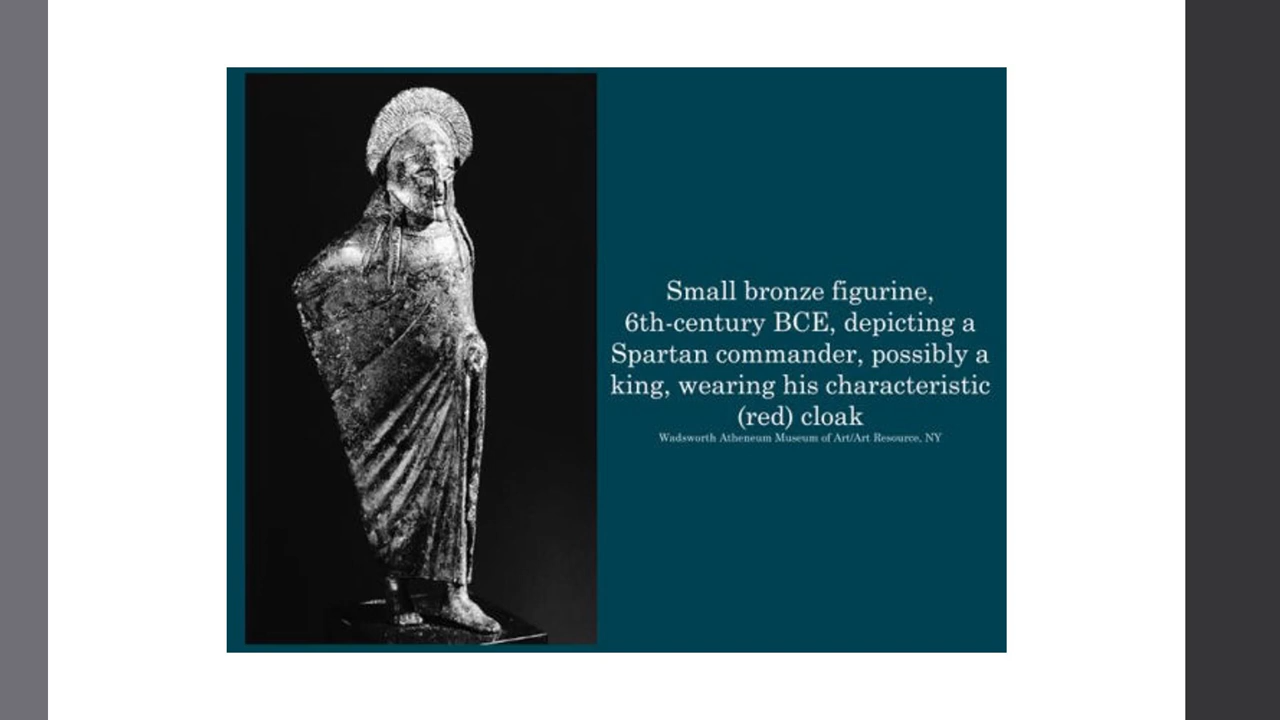 Small bronze figurine,
6th-century BCE, depicting a
Spartan commander, possibly a
king, wearing his characteristic
(red) cloak
Wadsworth Atheneum Museum of Art/Art Resource, NY